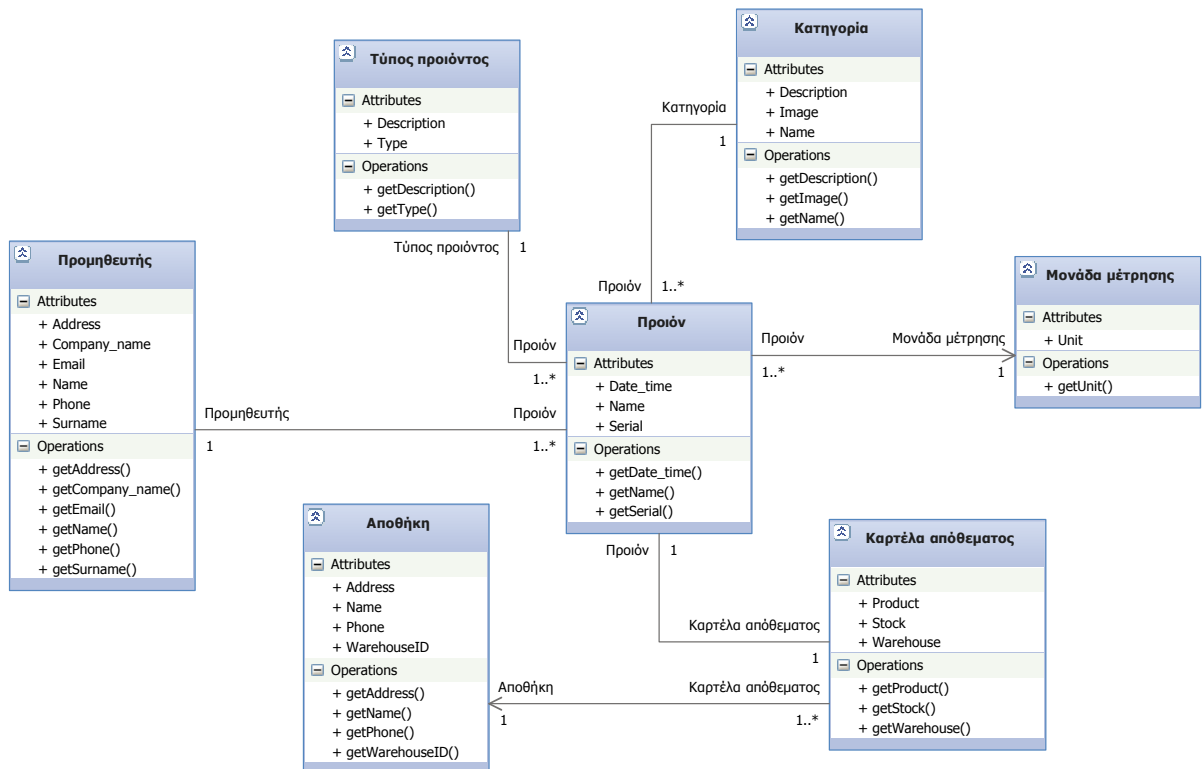 Κατηγορία
Attributes
+ Description
+ Image
+ Name
Operations
+ getDescription()
+ getImage()
+ getName()
Τύπος προιόντος
Attributes
+ Description
+ Type
Operations
+ getDescription()
+ getType()
Κατηγορία
1
Τύπος προιόντος
1
Προιόν
1..*
Προμηθευτής
Attributes
+ Address
+ Company_name
+ Email
+ Name
+ Phone
+ Surname
Operations
+ getAddress()
+ getCompany_name()
+ getEmail()
+ getName()
+ getPhone()
+ getSurname()
Προιόν
1..*
Προμηθευτής
1
Προιόν
1..*
Προιόν
Attributes
+ Date_time
+ Name
+ Serial
Operations
+ getDate_time()
+ getName()
+ getSerial()
Προιόν
1..*
Μονάδα μέτρησης
1
Μονάδα μέτρησης
Attributes
+ Unit
Operations
+ getUnit()
Προιόν
1
Καρτέλα απόθεματος
1
Αποθήκη
Attributes
+ Address
+ Name
+ Phone
+ WarehouseID
Operations
+ getAddress()
+ getName()
+ getPhone()
+ getWarehouseID()
Αποθήκη
1
Καρτέλα απόθεματος
1..*
Καρτέλα απόθεματος
Attributes
+ Product
+ Stock
+ Warehouse
Operations
+ getProduct()
+ getStock()
+ getWarehouse()